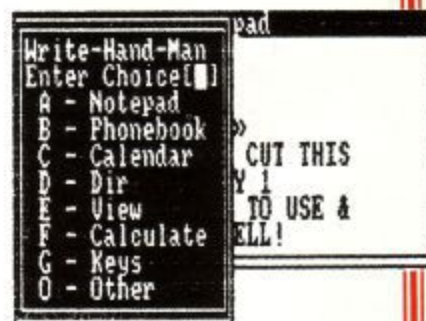 pad
Write-Hand-Man
Enter Choice[ ]
A - Notepad
B - Phonebook »
C - Calendar CUT THIS
D - Dir Y 1
E - View TO USE &
F - Calculate ELL!
G - Keys
O - Other